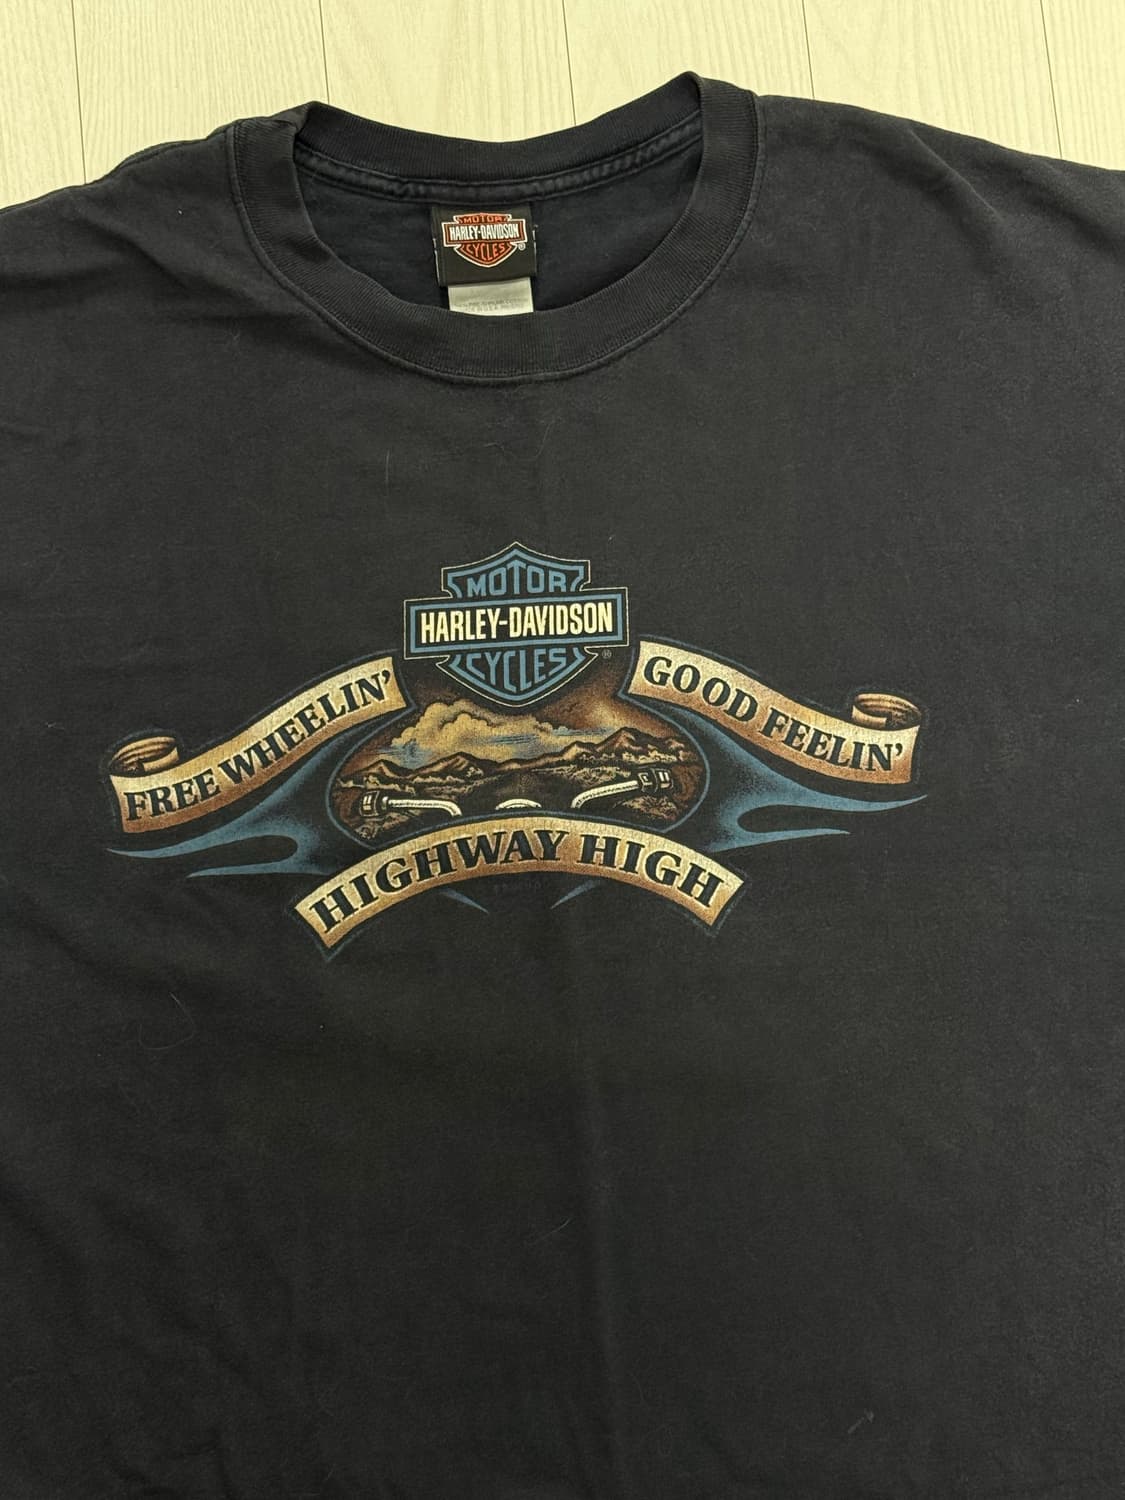 MOTOR
HARLEY-DAVIDSON
CYCLES
®
MOTOR
HARLEY-DAVIDSON
CYCLES
®
FREE WHEELIN'
GOOD FEELIN'
HIGHWAY HIGH